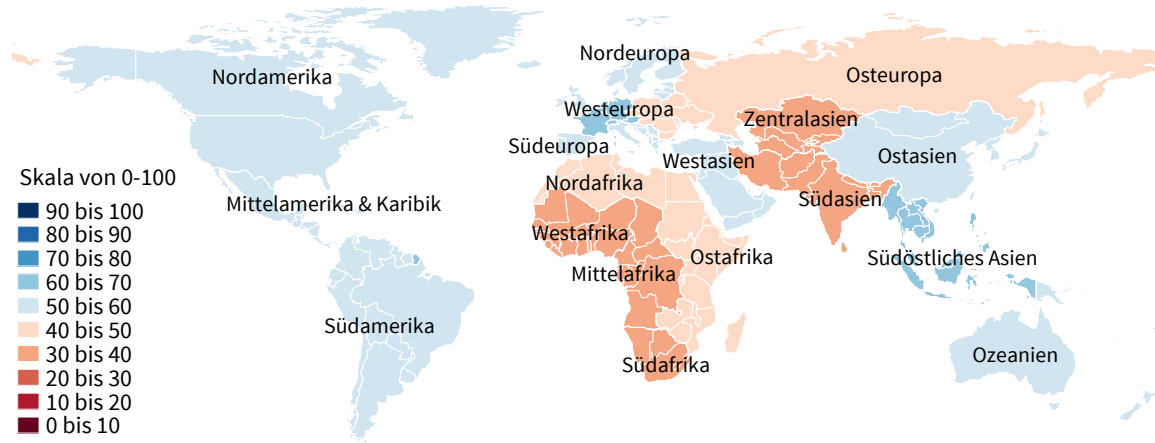 Nordeuropa
Nordamerika
Osteuropa
Westeuropa
Zentralasien
Südeuropa
Westasien
Ostasien
Skala von 0-100
Nordafrika
Mittelamerika & Karibik
Südasien
90 bis 100
80 bis 90
70 bis 80
60 bis 70
50 bis 60
40 bis 50
30 bis 40
20 bis 30
10 bis 20
0 bis 10
Westafrika
Ostafrika
Südöstliches Asien
Mittelafrika
Südamerika
Ozeanien
Südafrika